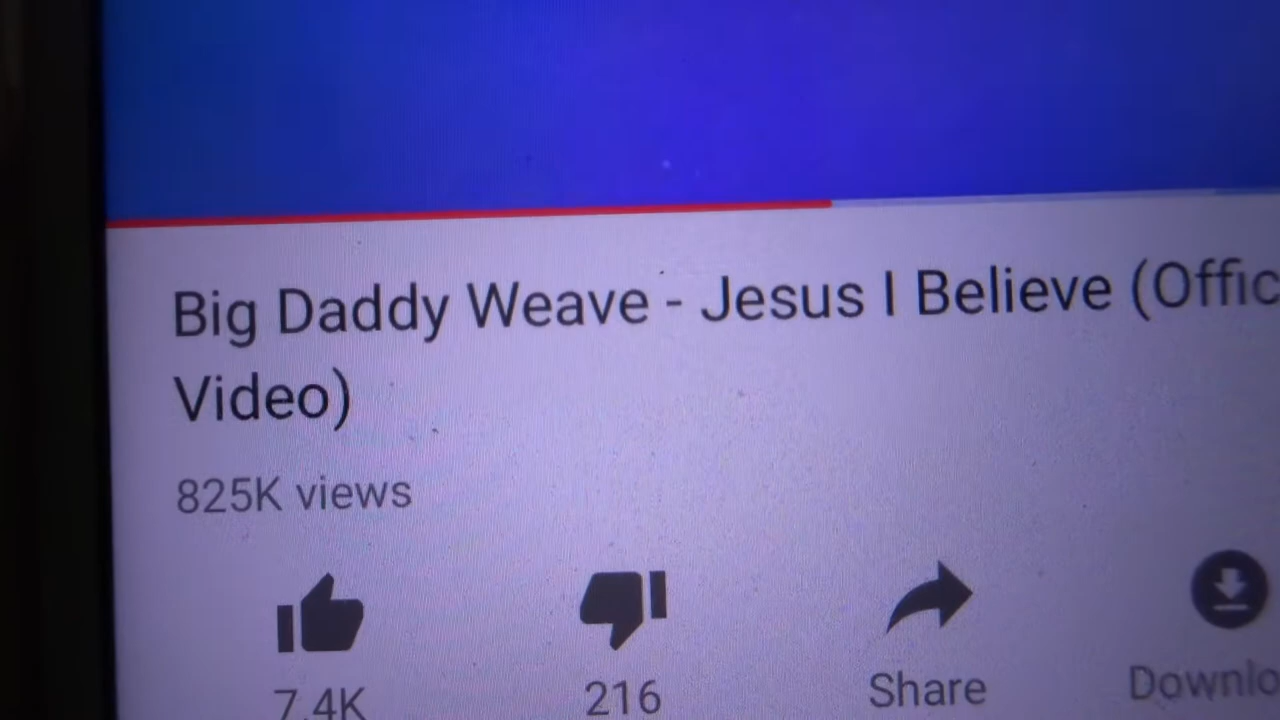 Big Daddy Weave - Jesus I Believe (Offic
Video)
825K views
7.4K 216 Share Downlo